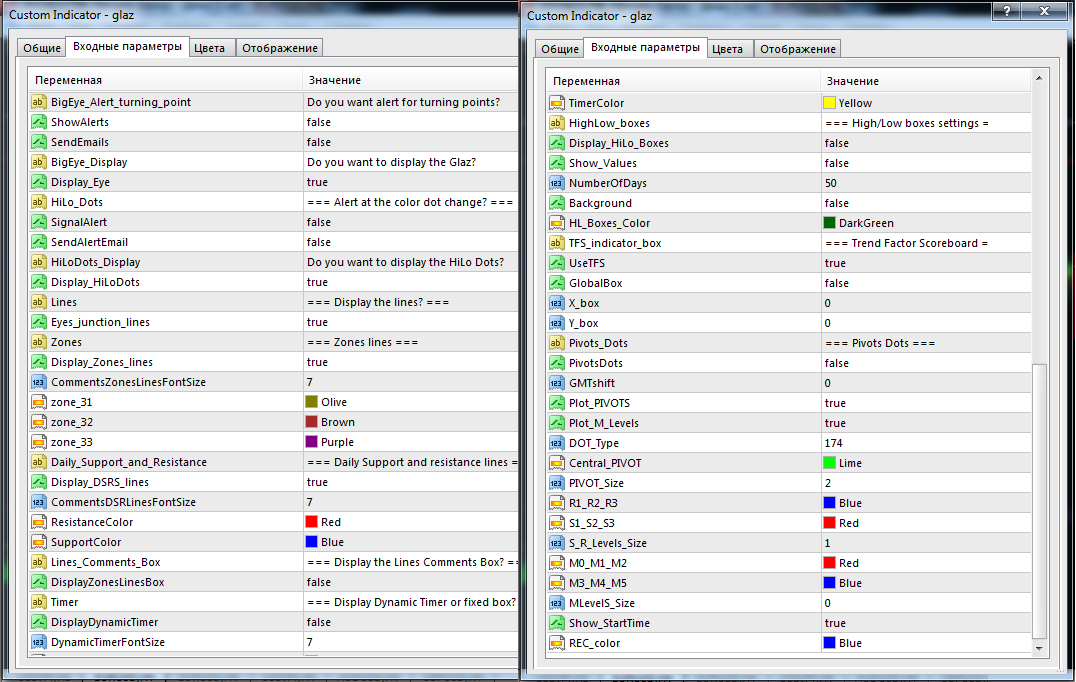 Custom Indicator - glaz
Общие Входные параметры Цвета Отображение
Переменная Значение
BigEye_Alert_turning_point Do you want alert for turning points?
ShowAlerts false
SendEmails false
BigEye_Display Do you want to display the Glaz?
Display_Eye true
HiLo_Dots === Alert at the color dot change? ===
SignalAlert false
SendAlertEmail false
HiLoDots_Display Do you want to display the HiLo Dots?
Display_HiLoDots true
Lines === Display the lines? ===
Eyes_junction_lines true
Zones === Zones lines ===
Display_Zones_lines true
CommentsZonesLinesFontSize 7
zone_31 Olive
zone_32 Brown
zone_33 Purple
Daily_Support_and_Resistance === Daily Support and resistance lines =
Display_DSRS_lines true
CommentsDSRLinesFontSize 7
ResistanceColor Red
SupportColor Blue
Lines_Comments_Box === Display the Lines Comments Box? =
DisplayZonesLinesBox false
Timer === Display Dynamic Timer or fixed box?
DisplayDynamicTimer false
DynamicTimerFontSize 7
Custom Indicator - glaz
Общие Входные параметры Цвета Отображение
Переменная Значение
TimerColor Yellow
HighLow_boxes === High/Low boxes settings =
Display_HiLo_Boxes false
Show_Values false
NumberOfDays 50
Background false
HL_Boxes_Color DarkGreen
TFS_indicator_box === Trend Factor Scoreboard =
UseTFS true
GlobalBox false
X_box 0
Y_box 0
Pivots_Dots === Pivots Dots ===
PivotsDots false
GMTshift 0
Plot_PIVOTS true
Plot_M_Levels true
DOT_Type 174
Central_PIVOT Lime
PIVOT_Size 2
R1_R2_R3 Blue
S1_S2_S3 Red
S_R_Levels_Size 1
M0_M1_M2 Red
M3_M4_M5 Blue
MLevelS_Size 0
Show_StartTime true
REC_color Blue